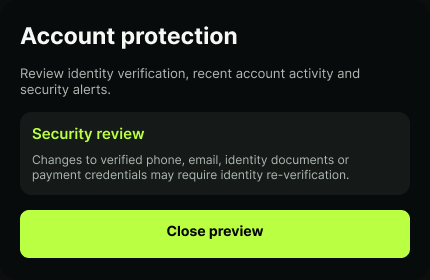 Account protection
Review identity verification, recent account activity and
security alerts.
Security review
Changes to verified phone, email, identity documents or
payment credentials may require identity re-verification.
Close preview